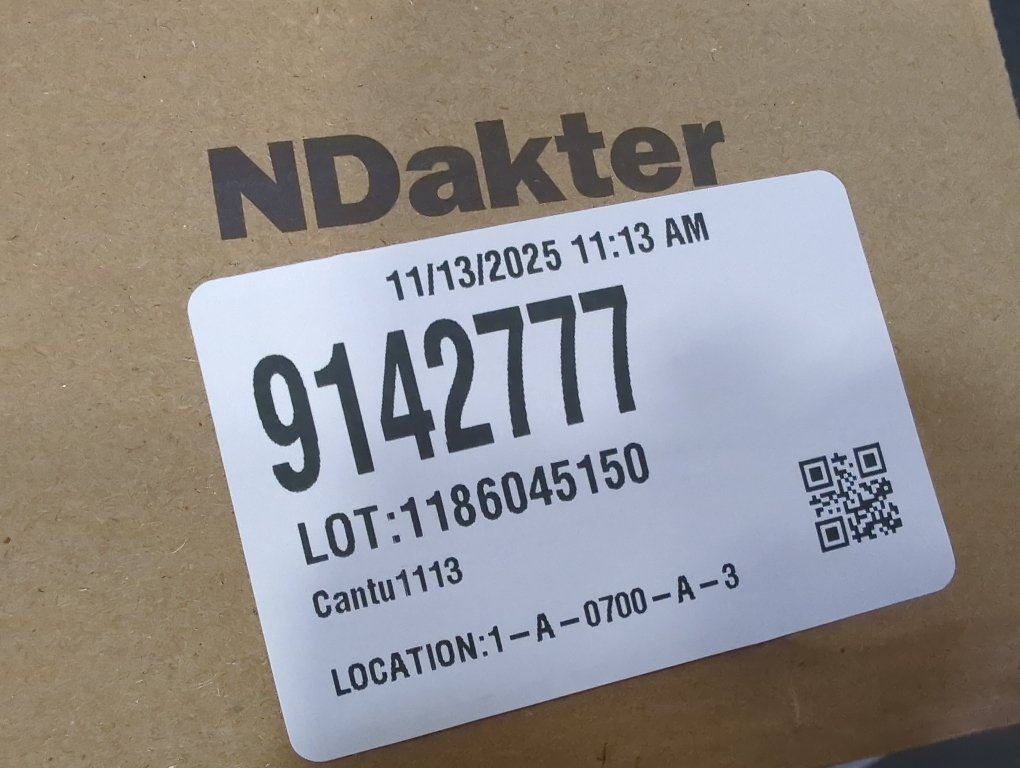 NDakter
11/13/2025 11:13 AM
9142777
LOT:1186045150
Cantu1113
LOCATION:1-A-0700-A-3